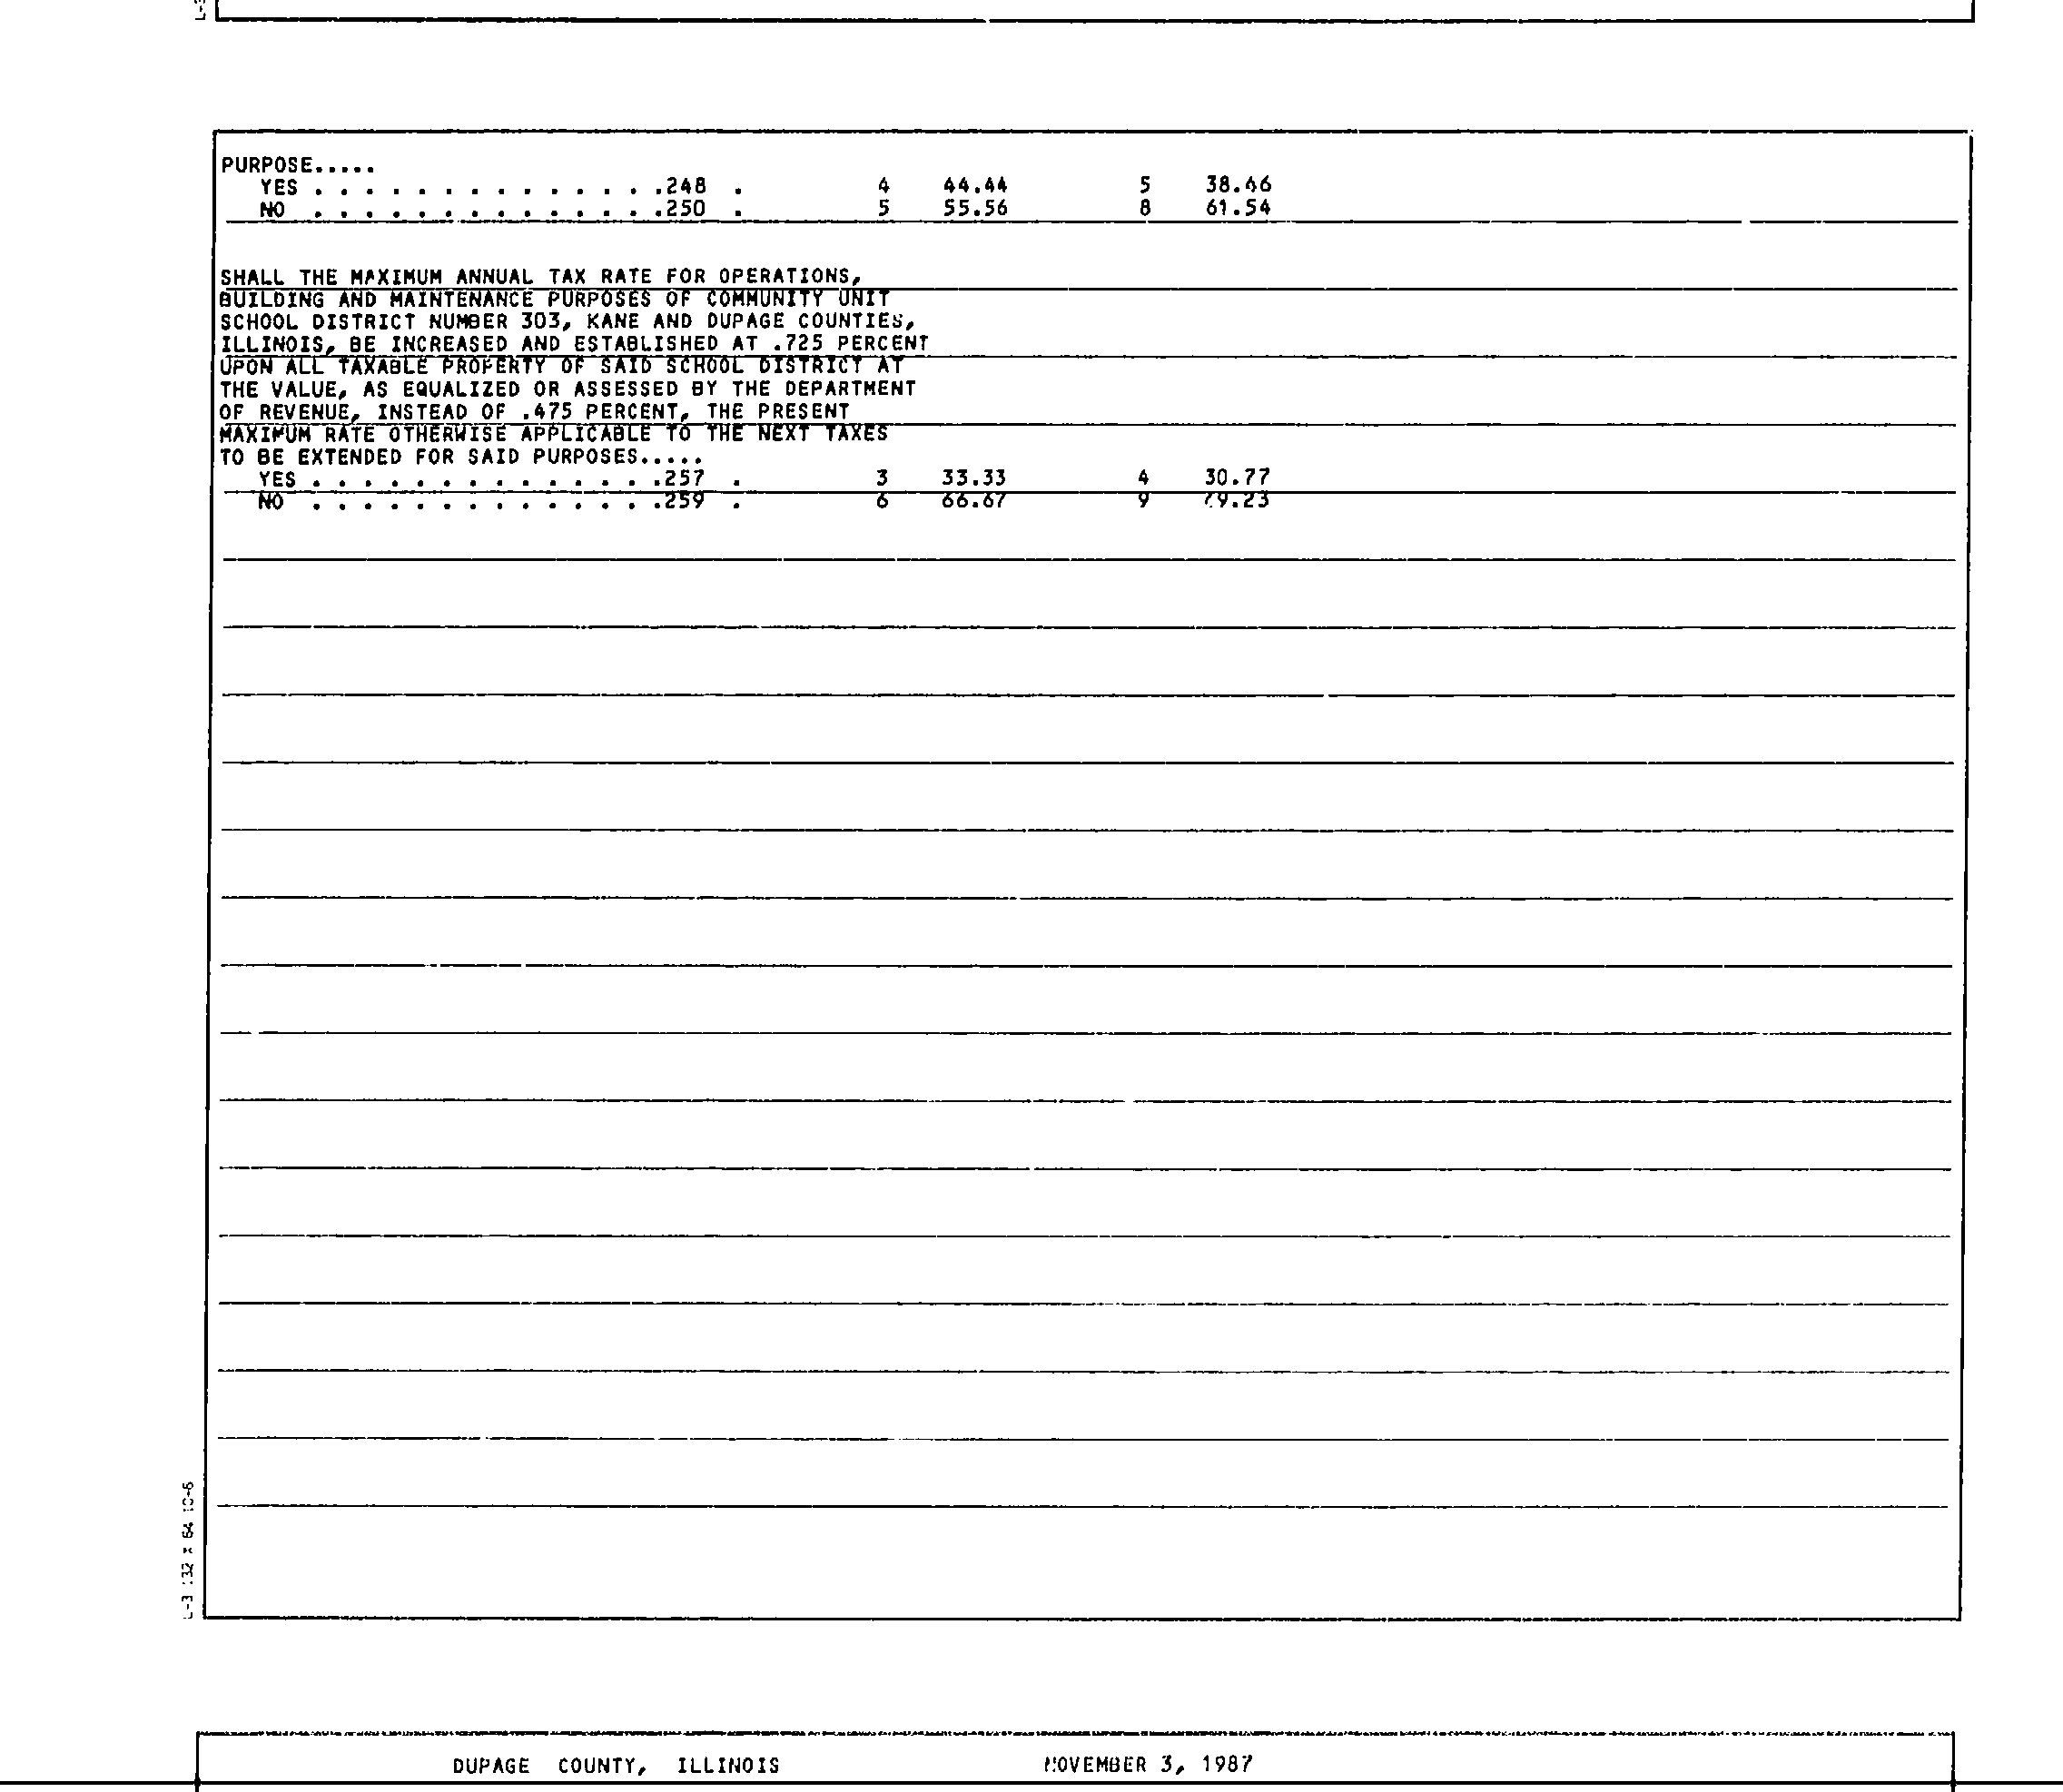 PURPOSE.....
YES . . . . . . . . . . . . . .248 . 4 44.44 5 38.46
NO . . . . . . . . . . . . . .250 . 5 55.56 8 61.54
SHALL THE MAXIMUM ANNUAL TAX RATE FOR OPERATIONS,
BUILDING AND MAINTENANCE PURPOSES OF COMMUNITY UNIT
SCHOOL DISTRICT NUMBER 303, KANE AND DUPAGE COUNTIES,
ILLINOIS, BE INCREASED AND ESTABLISHED AT .725 PERCENT
UPON ALL TAXABLE PROPERTY OF SAID SCHOOL DISTRICT AT
THE VALUE, AS EQUALIZED OR ASSESSED BY THE DEPARTMENT
OF REVENUE, INSTEAD OF .475 PERCENT, THE PRESENT
MAXIMUM RATE OTHERWISE APPLICABLE TO THE NEXT TAXES
TO BE EXTENDED FOR SAID PURPOSES.....
YES . . . . . . . . . . . . . .257 . 3 33.33 4 30.77
NO . . . . . . . . . . . . . .259 . 6 66.67 9 69.23
L-3 132 x 64 10-6
DUPAGE COUNTY, ILLINOIS NOVEMBER 3, 1987